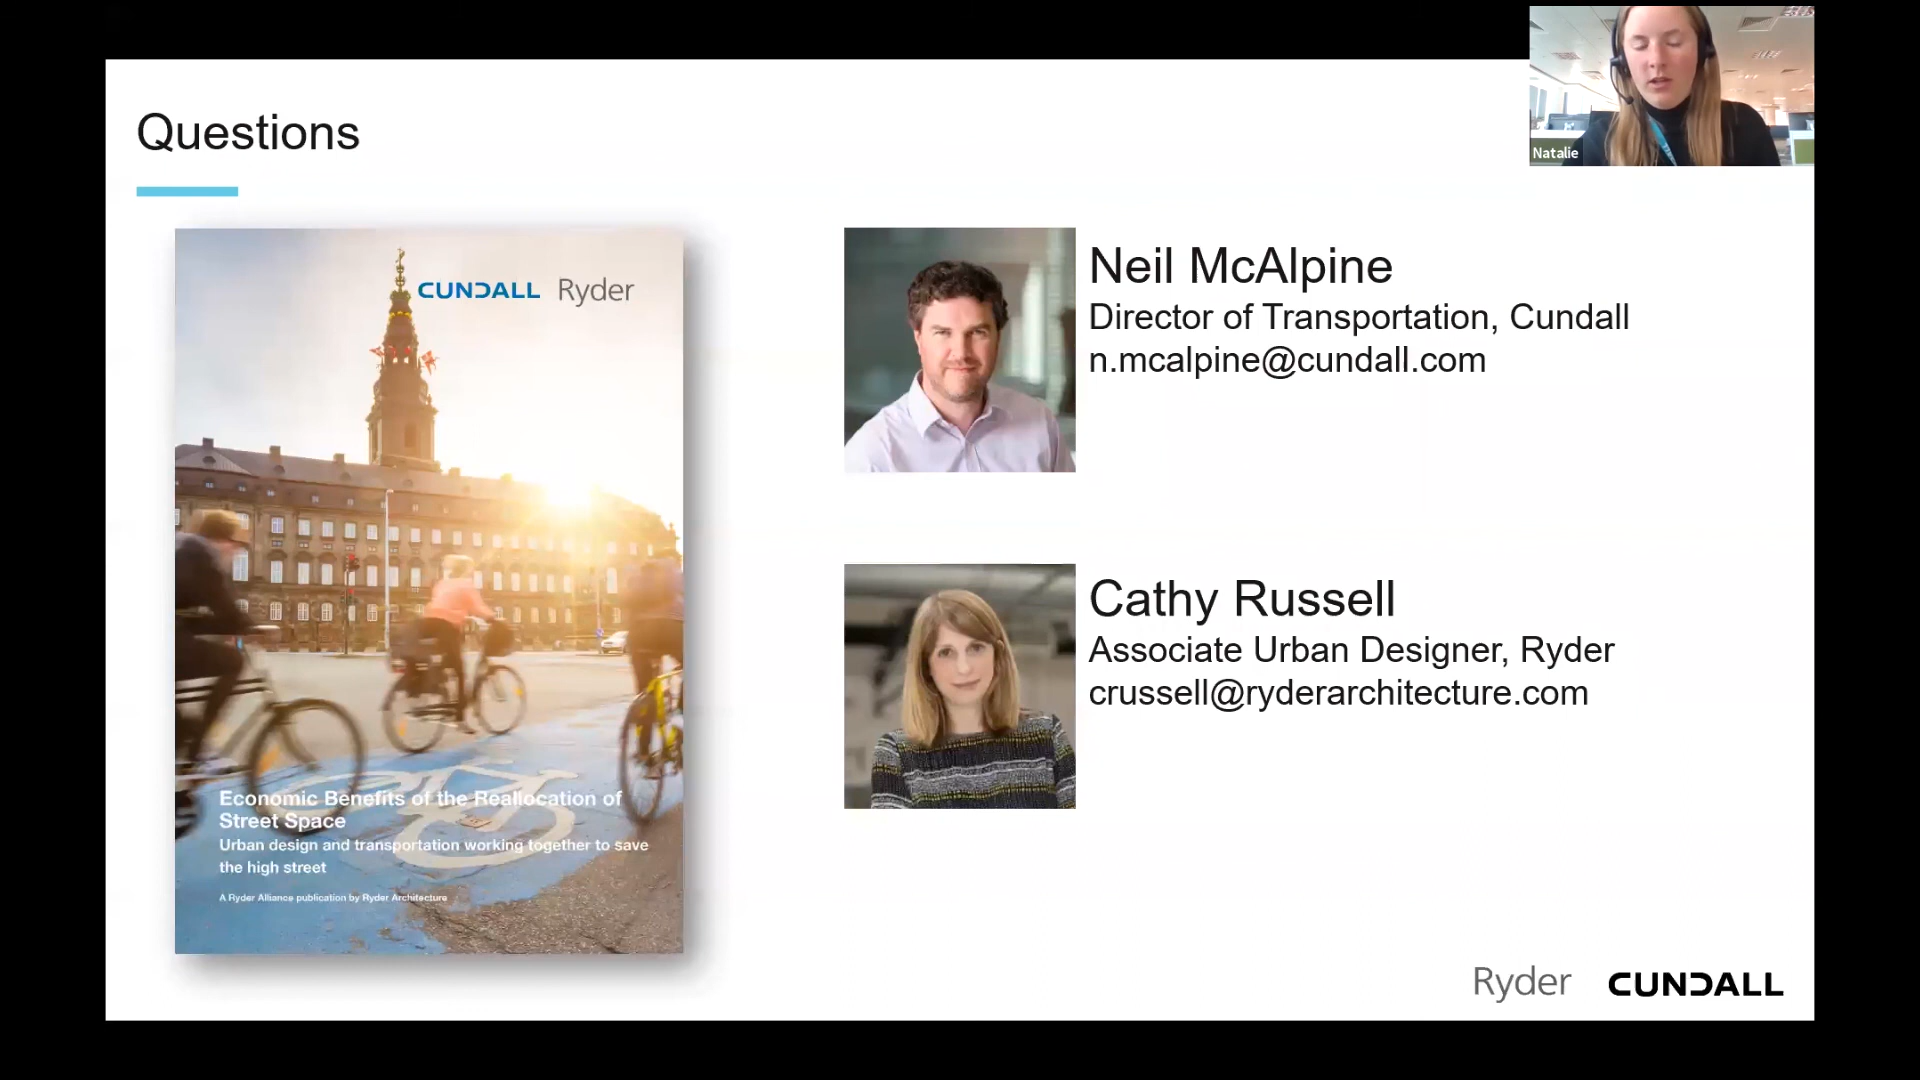 Natalie
Questions
CUNDALL Ryder
Economic Benefits of the Reallocation of
Street Space
Urban design and transportation working together to save
the high street
A Ryder Alliance publication by Ryder Architecture
Neil McAlpine
Director of Transportation, Cundall
n.mcalpine@cundall.com
Cathy Russell
Associate Urban Designer, Ryder
crussell@ryderarchitecture.com
Ryder CUNDALL